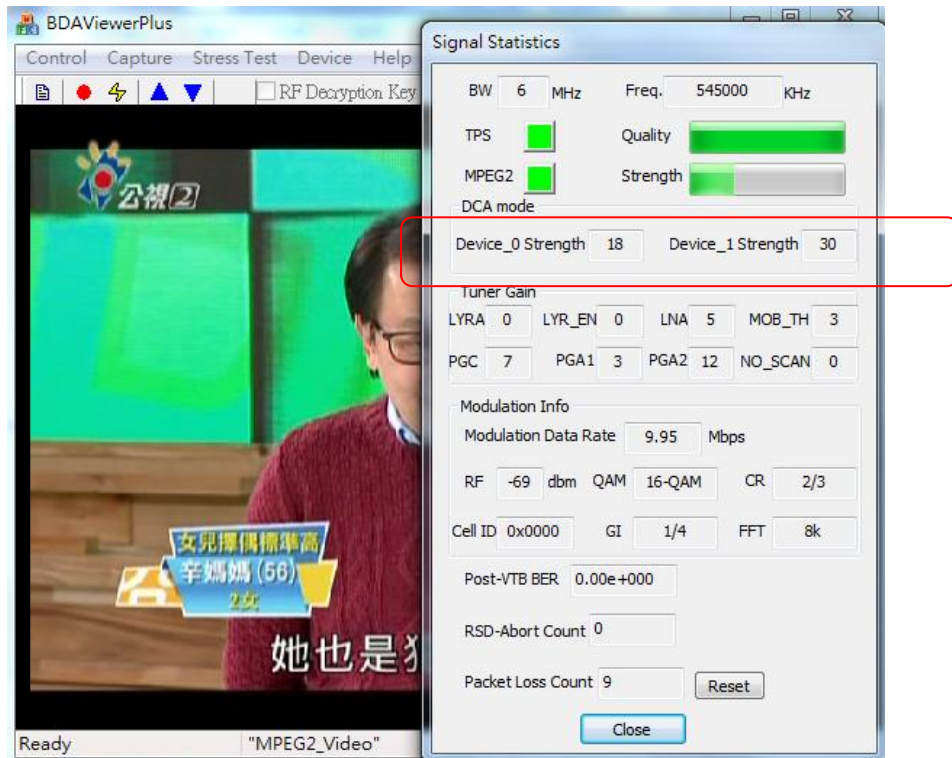 BDAViewerPlus
Control Capture Stress Test Device Help
RF Decryption Key
公視2
女兒擇偶標準高
辛媽媽 (56)
2女
她也是
Ready "MPEG2_Video"
Signal Statistics
BW 6 MHz Freq. 545000 KHz
TPS Quality
MPEG2 Strength
DCA mode
Device_0 Strength 18 Device_1 Strength 30
Tuner Gain
LYRA 0 LYR_EN 0 LNA 5 MOB_TH 3
PGC 7 PGA1 3 PGA2 12 NO_SCAN 0
Modulation Info
Modulation Data Rate 9.95 Mbps
RF -69 dbm QAM 16-QAM CR 2/3
Cell ID 0x0000 GI 1/4 FFT 8k
Post-VTB BER 0.00e+000
RSD-Abort Count 0
Packet Loss Count 9 Reset
Close